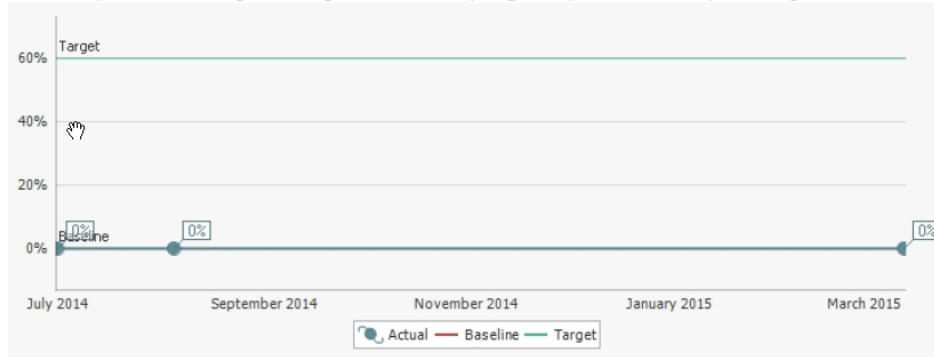 Target
60%
40%
20%
0%
Baseline
0%
0%
0%
July 2014 September 2014 November 2014 January 2015 March 2015
Actual Baseline Target